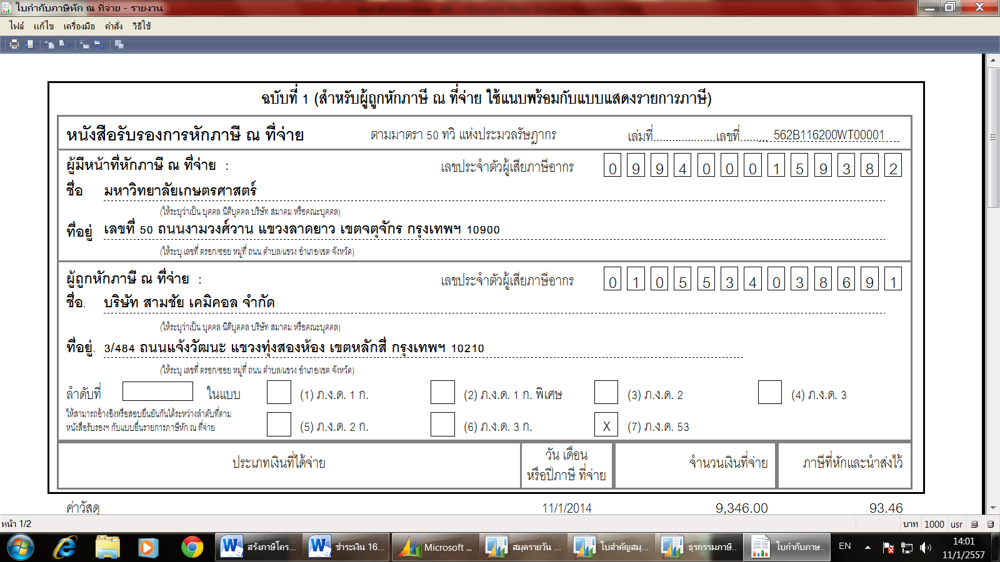 ใบกำกับภาษีหัก ณ ที่จ่าย - รายงาน
ไฟล์ แก้ไข เครื่องมือ คำสั่ง วิธีใช้
ฉบับที่ 1 (สำหรับผู้ถูกหักภาษี ณ ที่จ่าย ใช้แนบพร้อมกับแบบแสดงรายการภาษี)
หนังสือรับรองการหักภาษี ณ ที่จ่าย ตามมาตรา 50 ทวิ แห่งประมวลรัษฎากร เล่มที่....................เลขที่......... 562B116200WT00001
ผู้มีหน้าที่หักภาษี ณ ที่จ่าย : เลขประจำตัวผู้เสียภาษีอากร 0 9 9 4 0 0 0 1 5 9 3 8 2
ชื่อ มหาวิทยาลัยเกษตรศาสตร์
(ให้ระบุว่าเป็น บุคคล นิติบุคคล บริษัท สมาคม หรือคณะบุคคล)
ที่อยู่ เลขที่ 50 ถนนงามวงศ์วาน แขวงลาดยาว เขตจตุจักร กรุงเทพฯ 10900
(ให้ระบุ เลขที่ ตรอก/ซอย หมู่ที่ ถนน ตำบล/แขวง อำเภอ/เขต จังหวัด)
ผู้ถูกหักภาษี ณ ที่จ่าย : เลขประจำตัวผู้เสียภาษีอากร 0 1 0 5 5 3 4 0 3 8 6 9 1
ชื่อ. บริษัท สามชัย เคมิคอล จำกัด
(ให้ระบุว่าเป็น บุคคล นิติบุคคล บริษัท สมาคม หรือคณะบุคคล)
ที่อยู่. 3/484 ถนนแจ้งวัฒนะ แขวงทุ่งสองห้อง เขตหลักสี่ กรุงเทพฯ 10210
(ให้ระบุ เลขที่ ตรอก/ซอย หมู่ที่ ถนน ตำบล/แขวง อำเภอ/เขต จังหวัด)
ลำดับที่ ในแบบ (1) ภ.ง.ด. 1 ก. (2) ภ.ง.ด. 1 ก. พิเศษ (3) ภ.ง.ด. 2 (4) ภ.ง.ด. 3
ให้สามารถอ้างอิงหรือสอบยืนยันกันได้ระหว่างลำดับที่ตาม
หนังสือรับรองฯ กับแบบยื่นรายการภาษีหัก ณ ที่จ่าย (5) ภ.ง.ด. 2 ก. (6) ภ.ง.ด. 3 ก. X (7) ภ.ง.ด. 53
ประเภทเงินที่ได้จ่าย วัน เดือน หรือปีภาษี ที่จ่าย จำนวนเงินที่จ่าย ภาษีที่หักและนำส่งไว้
ค่าวัสดุ 11/1/2014 9,346.00 93.46
หน้า 1/2 บาท 1000 usr
สร้งภาษีโคร... ชำระเงิน 16... Microsoft ... สมุดรายวัน ... ใบสำคัญสมุ... ธุรกรรมภาษี.. ใบกำกับภาษ.. EN 14:01
11/1/2557